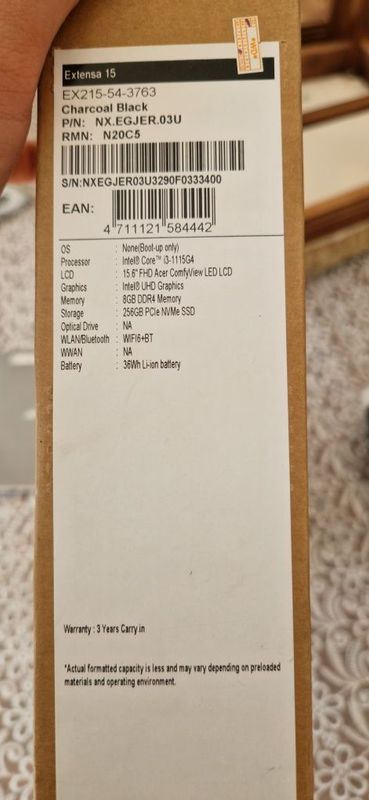 Extensa 15
EX215-54-3763
Charcoal Black
P/N: NX.EGJER.03U
RMN: N20C5
S/N:NXEGJER03U3290F0333400
EAN:
4 711121 584442
OS : None(Boot-up only)
Processor : Intel® Core™ i3-1115G4
LCD : 15.6" FHD Acer ComfyView LED LCD
Graphics : Intel® UHD Graphics
Memory : 8GB DDR4 Memory
Storage : 256GB PCIe NVMe SSD
Optical Drive : NA
WLAN/Bluetooth : WIFI6+BT
WWAN : NA
Battery : 36Wh Li-ion battery
Warranty : 3 Years Carry in
*Actual formatted capacity is less and may vary depending on preloaded
materials and operating environment.